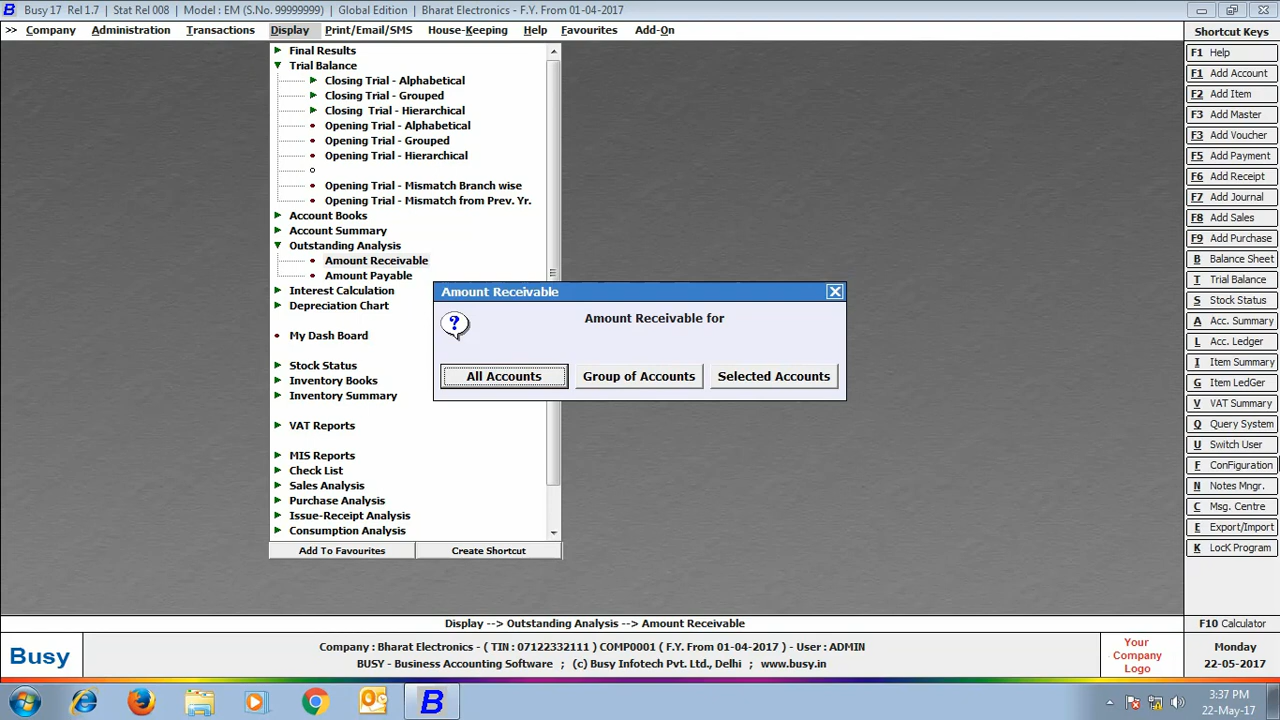 Busy 17 Rel 1.7 | Stat Rel 008 | Model : EM (S.No. 99999999) | Global Edition | Bharat Electronics - F.Y. From 01-04-2017
>> Company Administration Transactions Display Print/Email/SMS House-Keeping Help Favourites Add-On
Final Results
Trial Balance
Closing Trial - Alphabetical
Closing Trial - Grouped
Closing Trial - Hierarchical
Opening Trial - Alphabetical
Opening Trial - Grouped
Opening Trial - Hierarchical
Opening Trial - Mismatch Branch wise
Opening Trial - Mismatch from Prev. Yr.
Account Books
Account Summary
Outstanding Analysis
Amount Receivable
Amount Payable
Interest Calculation
Depreciation Chart
My Dash Board
Stock Status
Inventory Books
Inventory Summary
VAT Reports
MIS Reports
Check List
Sales Analysis
Purchase Analysis
Issue-Receipt Analysis
Consumption Analysis
Add To Favourites Create Shortcut
Amount Receivable
? Amount Receivable for
All Accounts Group of Accounts Selected Accounts
Shortcut Keys
F1 Help
F1 Add Account
F2 Add Item
F3 Add Master
F3 Add Voucher
F5 Add Payment
F6 Add Receipt
F7 Add Journal
F8 Add Sales
F9 Add Purchase
B Balance Sheet
T Trial Balance
S Stock Status
A Acc. Summary
L Acc. Ledger
I Item Summary
G Item LedGer
V VAT Summary
Q Query System
U Switch User
F ConFiguration
N Notes Mngr.
C Msg. Centre
E Export/Import
K LocK Program
Display --> Outstanding Analysis --> Amount Receivable
F10 Calculator
Busy
Company : Bharat Electronics - ( TIN : 07122332111 ) COMP0001 ( F.Y. From 01-04-2017 ) - User : ADMIN
BUSY - Business Accounting Software ; (c) Busy Infotech Pvt. Ltd., Delhi ; www.busy.in
Your
Company
Logo
Monday
22-05-2017
3:37 PM
22-May-17